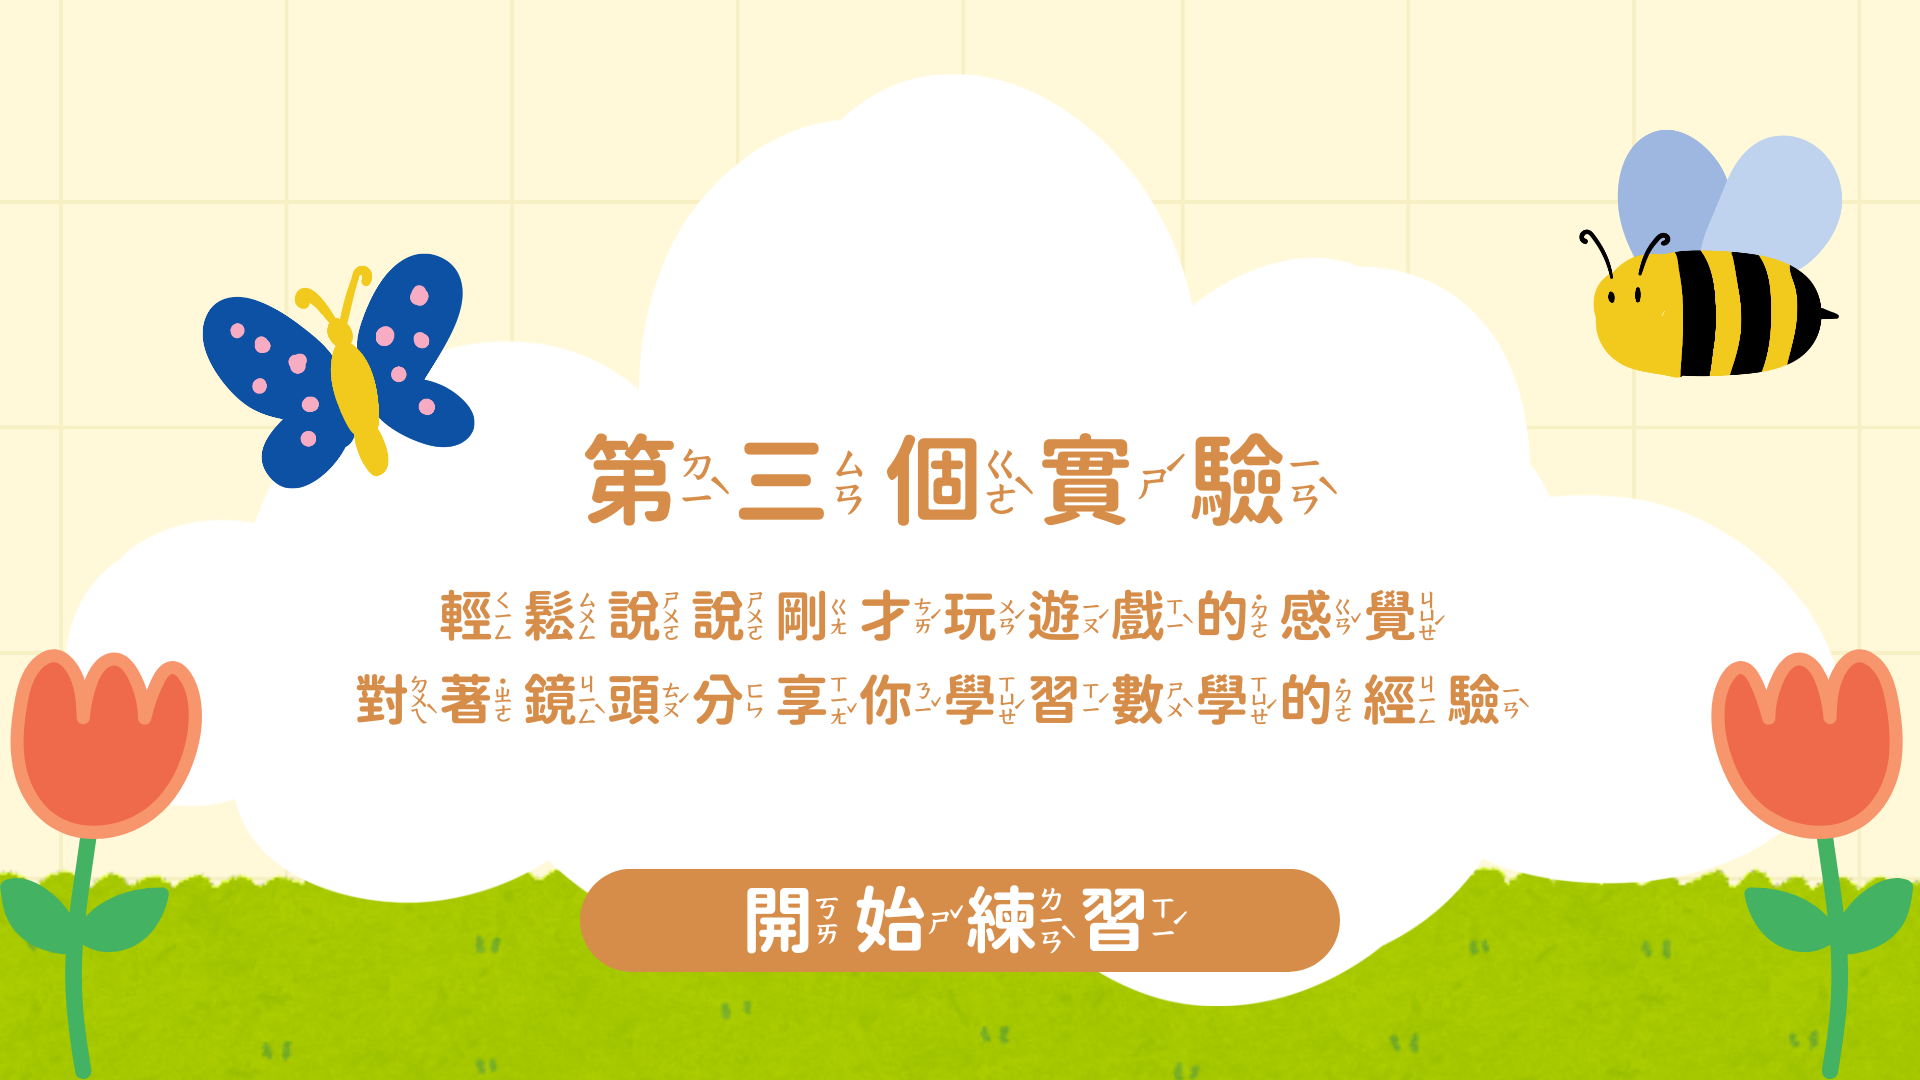 第三個實驗
輕鬆說說剛才玩遊戲的感覺
對著鏡頭分享你學習數學的經驗
開始練習